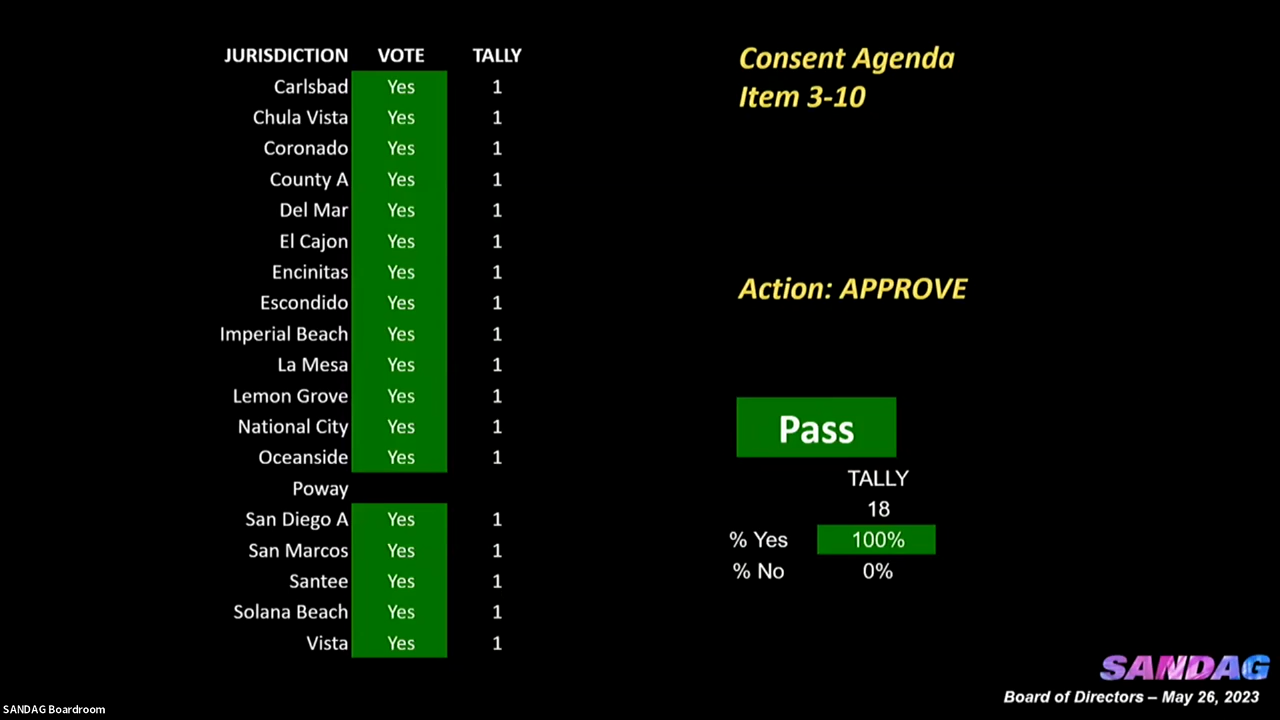 JURISDICTION VOTE TALLY
Carlsbad Yes 1
Chula Vista Yes 1
Coronado Yes 1
County A Yes 1
Del Mar Yes 1
El Cajon Yes 1
Encinitas Yes 1
Escondido Yes 1
Imperial Beach Yes 1
La Mesa Yes 1
Lemon Grove Yes 1
National City Yes 1
Oceanside Yes 1
Poway
San Diego A Yes 1
San Marcos Yes 1
Santee Yes 1
Solana Beach Yes 1
Vista Yes 1
Consent Agenda
Item 3-10
Action: APPROVE
Pass
TALLY
18
% Yes 100%
% No 0%
SANDAG
Board of Directors – May 26, 2023
SANDAG Boardroom